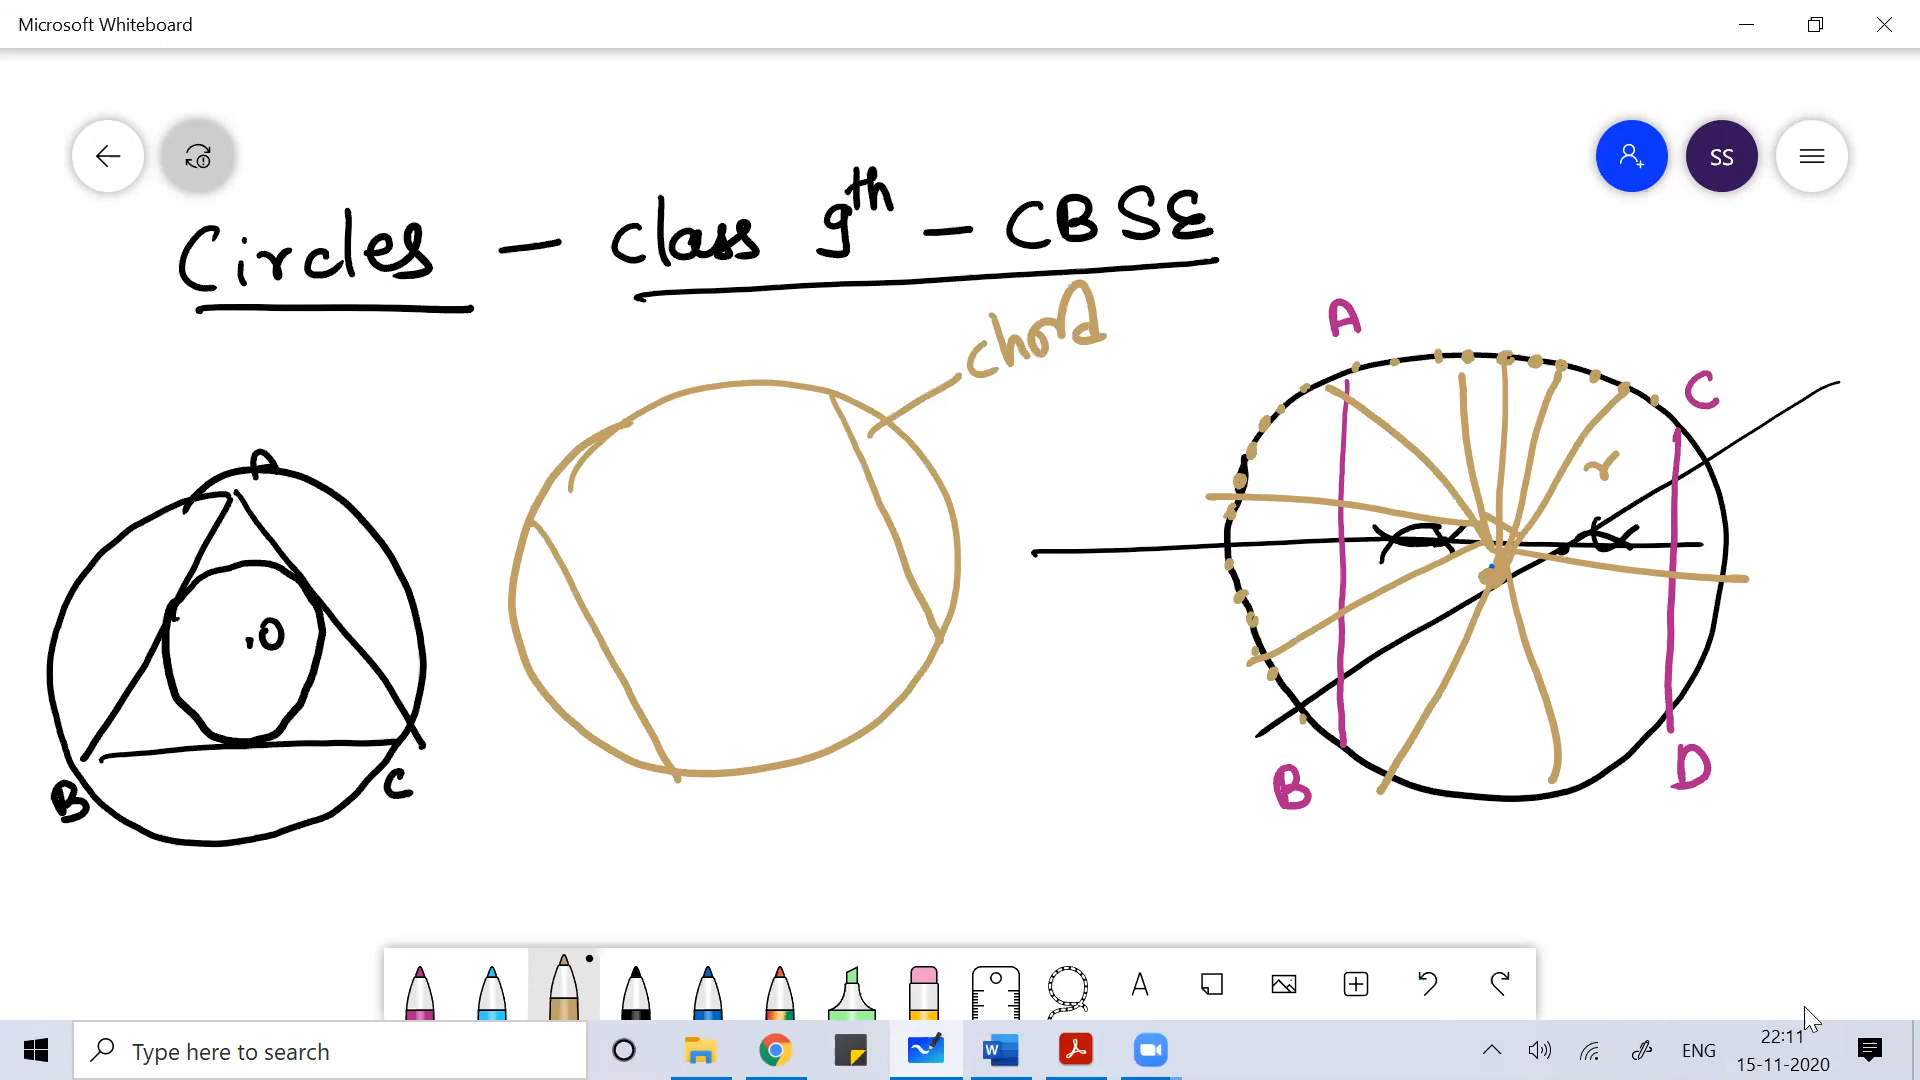 Microsoft Whiteboard
SS
Circles - class 9th - CBSE
chord
A
C
r
B
D
A
.O
B
C
A
Type here to search
ENG
22:11
15-11-2020